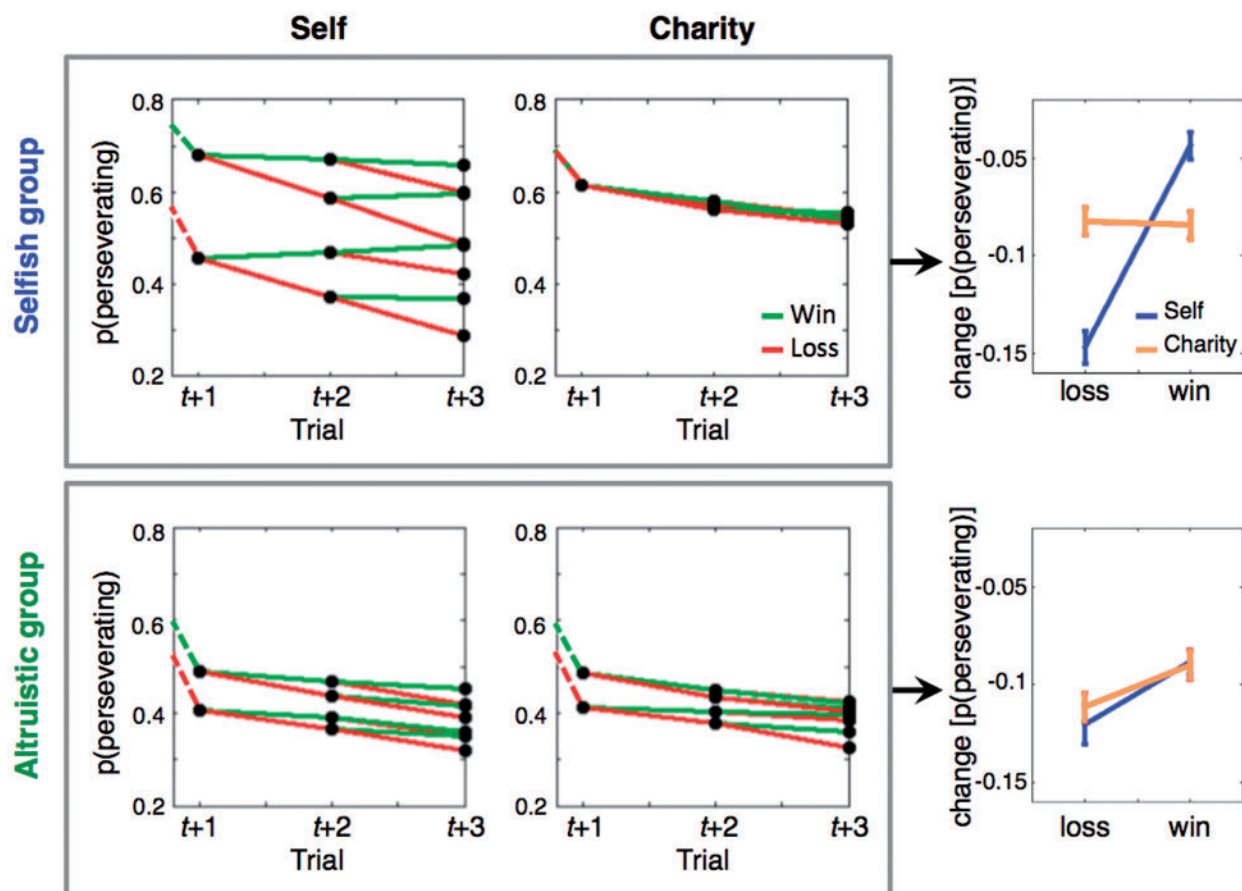 Self
Charity
Selfish group
p(perseverating)
0.8
0.6
0.4
0.2
t+1
t+2
t+3
Trial
0.8
0.6
0.4
0.2
Win
Loss
t+1
t+2
t+3
Trial
change [p(perseverating)]
-0.05
-0.1
-0.15
Self
Charity
loss
win
Altruistic group
p(perseverating)
0.8
0.6
0.4
0.2
t+1
t+2
t+3
Trial
0.8
0.6
0.4
0.2
t+1
t+2
t+3
Trial
change [p(perseverating)]
-0.05
-0.1
-0.15
loss
win